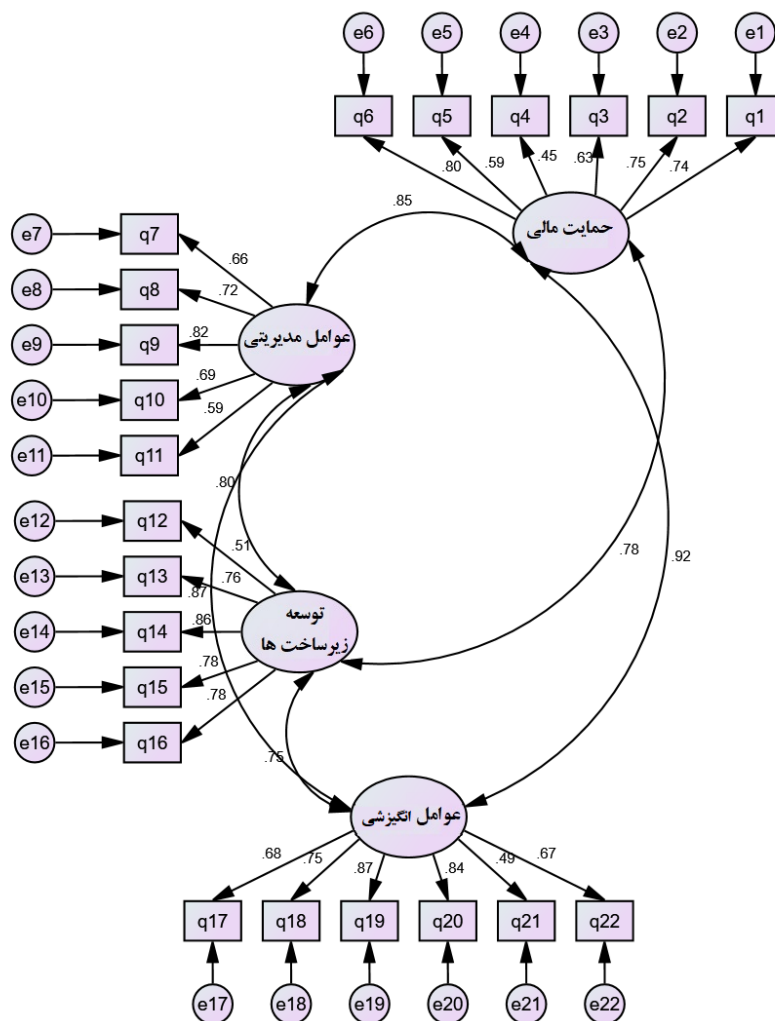 e6 e5 e4 e3 e2 e1
q6 q5 q4 q3 q2 q1
.80 .59 .45 .63 .75 .74
حمایت مالی
.85
e7 q7 .66
e8 q8 .72
e9 q9 .82
عوامل مدیریتی
e10 q10 .69
e11 q11 .59
.80
.78
.92
e12 q12 .51
e13 q13 .76
.87
e14 q14 .86
توسعه
زیرساخت ها
e15 q15 .78
e16 q16 .78
.75
عوامل انگیزشی
.68 .75 .87 .84 .49 .67
q17 q18 q19 q20 q21 q22
e17 e18 e19 e20 e21 e22